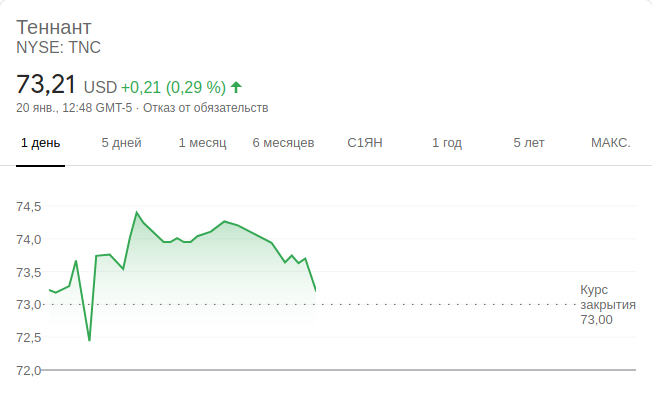 Теннант
NYSE: TNC
73,21 USD +0,21 (0,29 %)
20 янв., 12:48 GMT-5 · Отказ от обязательств
1 день 5 дней 1 месяц 6 месяцев С1ЯН 1 год 5 лет МАКС.
74,5
74,0
73,5
73,0
72,5
72,0
Курс
закрытия
73,00